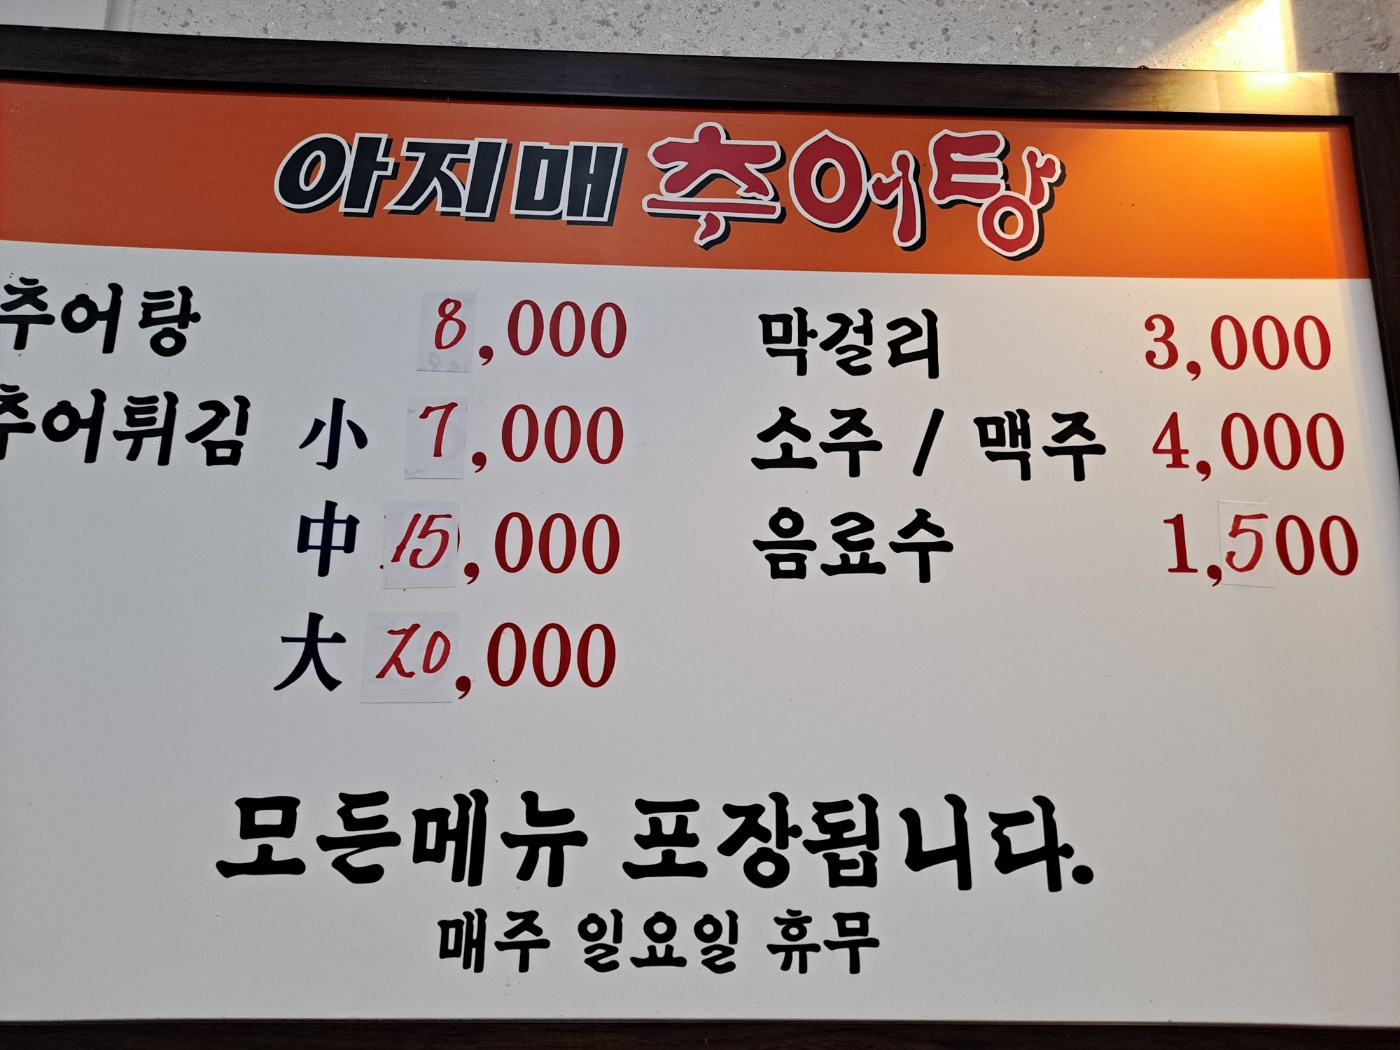 아지매 추어탕
추어탕 8,000
추어튀김 小 7,000
中 15,000
大 20,000
막걸리 3,000
소주 / 맥주 4,000
음료수 1,500
모든메뉴 포장됩니다.
매주 일요일 휴무